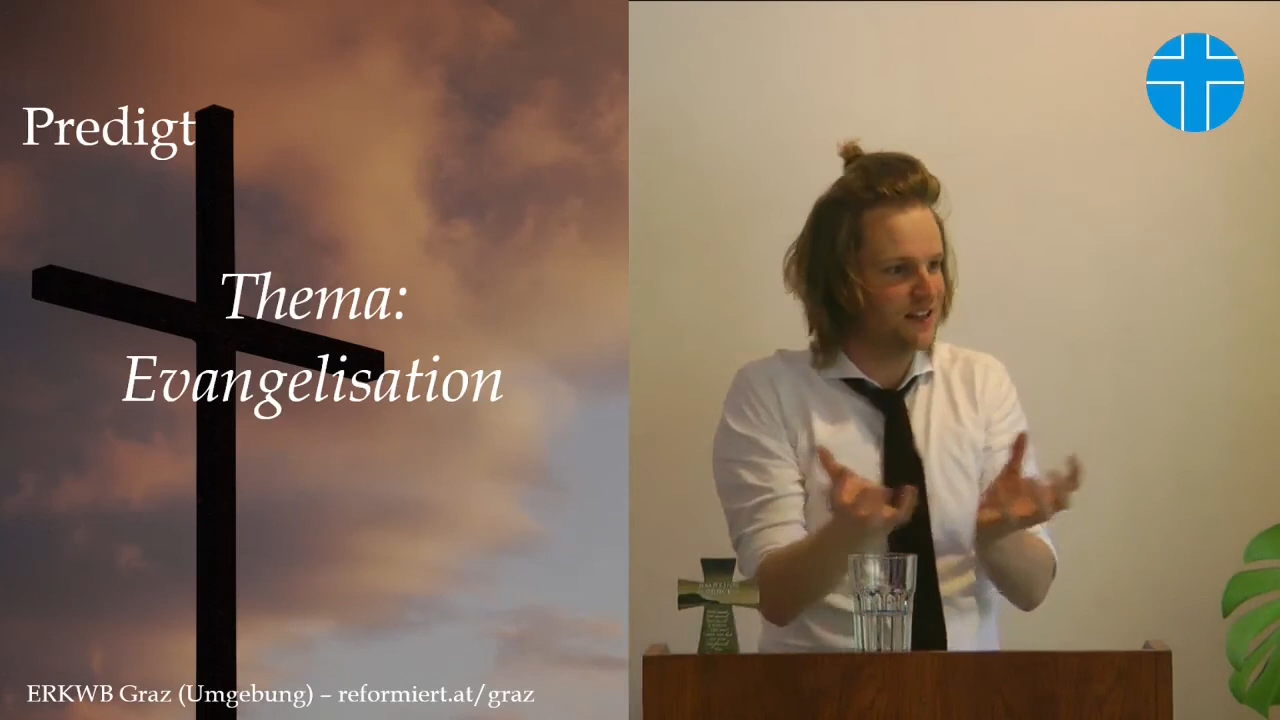 Predigt
Thema:
Evangelisation
ERKWB Graz (Umgebung) – reformiert.at/graz